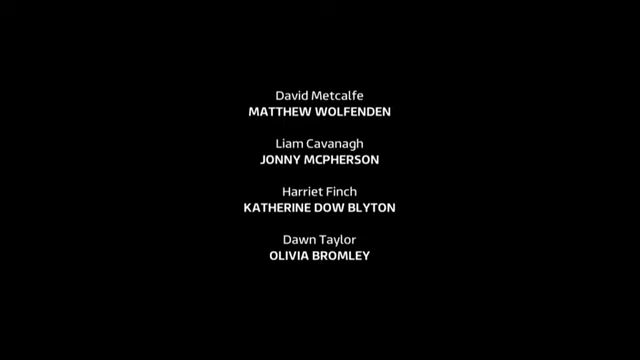 David Metcalfe
MATTHEW WOLFENDEN
Liam Cavanagh
JONNY MCPHERSON
Harriet Finch
KATHERINE DOW BLYTON
Dawn Taylor
OLIVIA BROMLEY